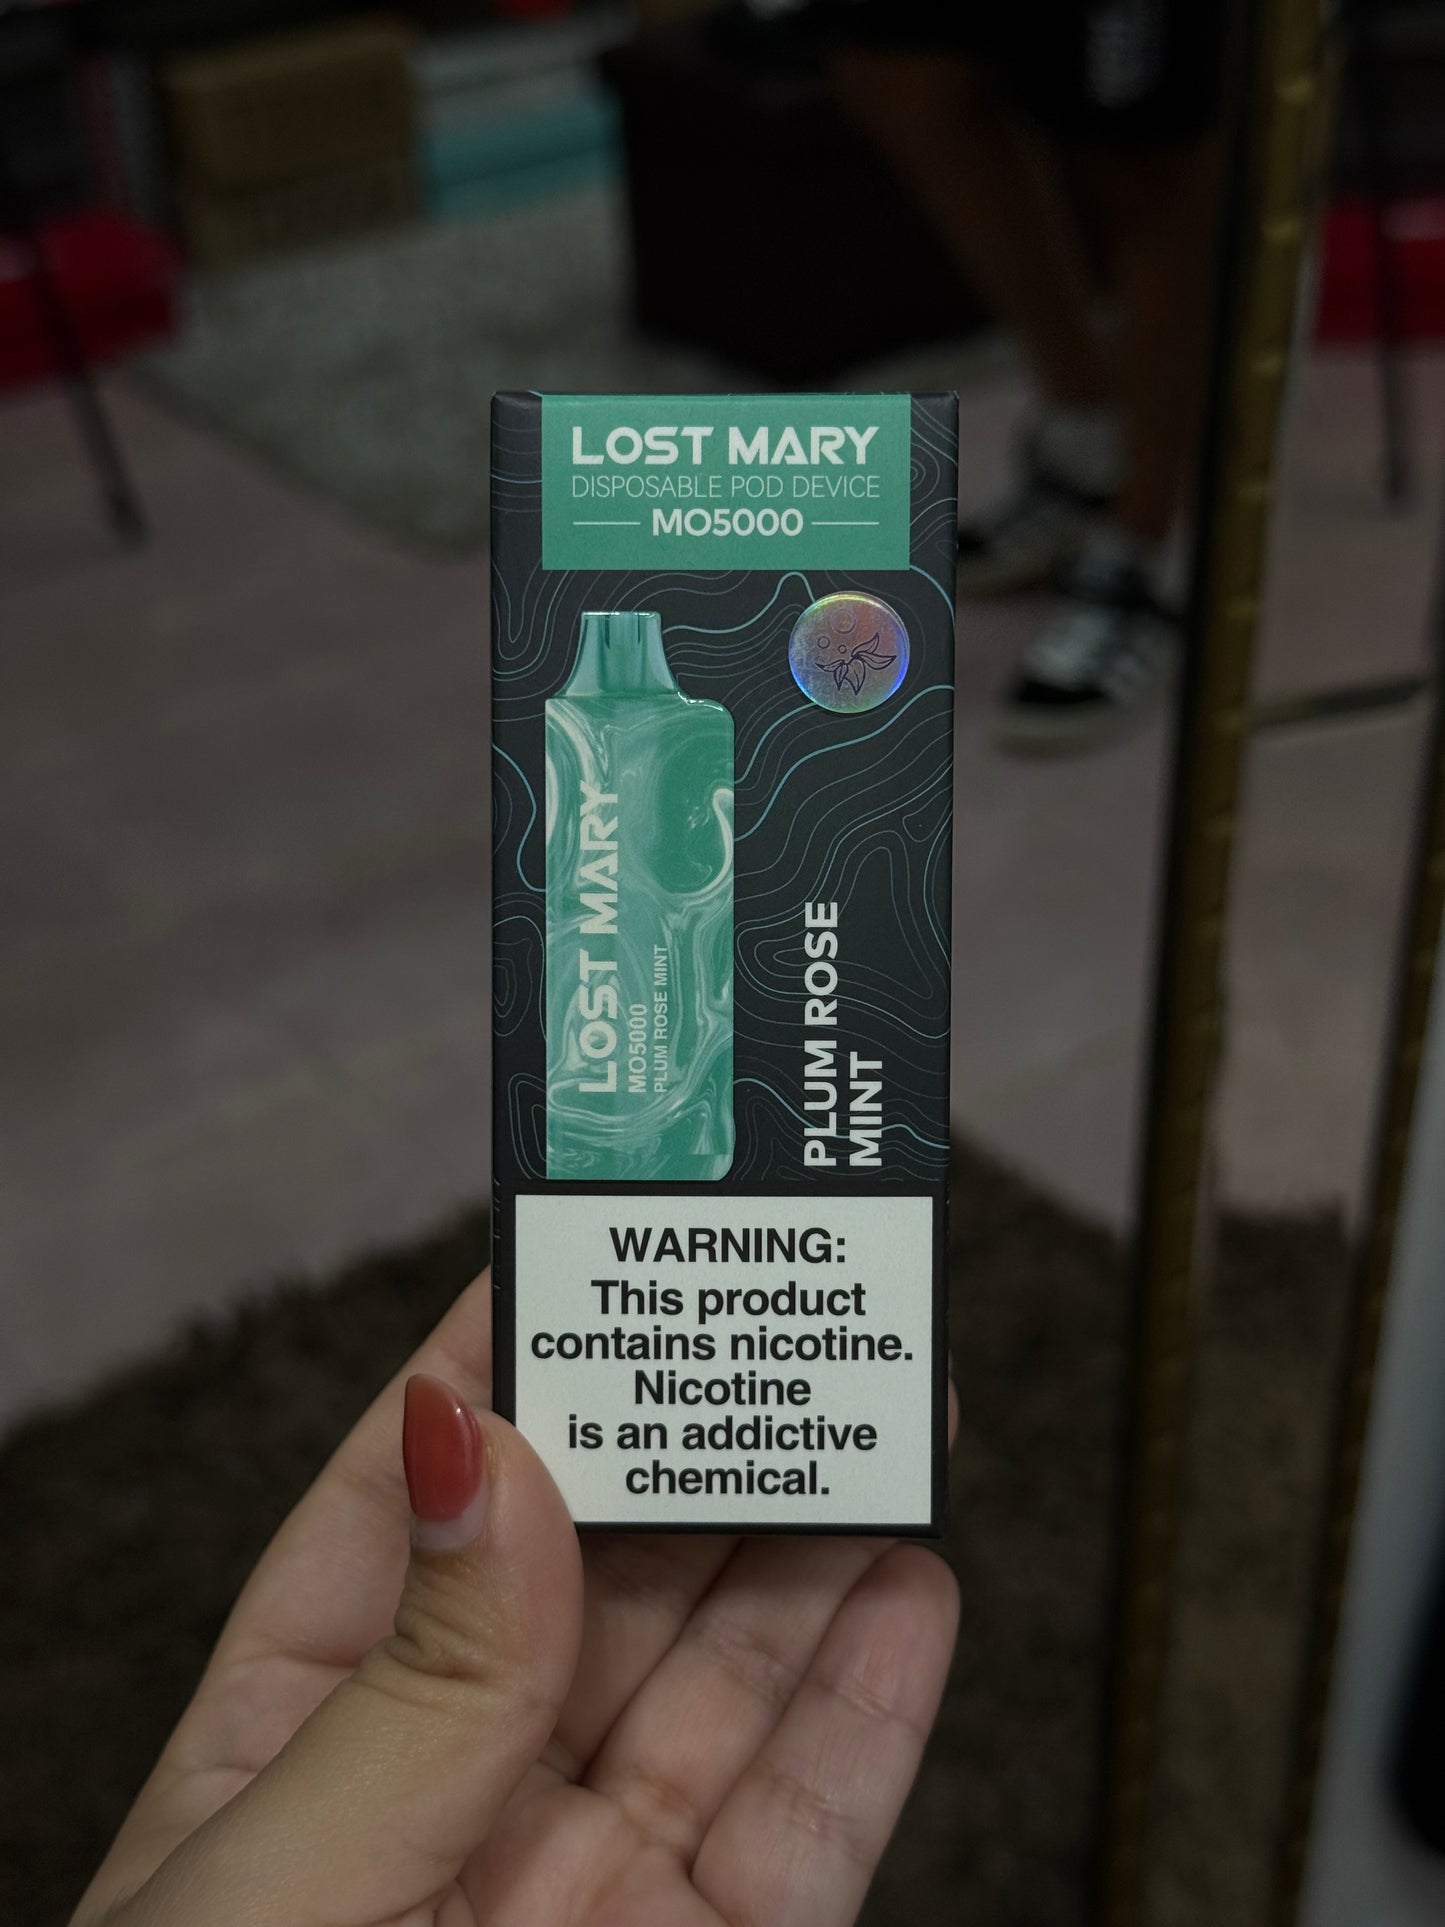 LOST MARY
DISPOSABLE POD DEVICE
MO5000
LOST MARY
MO5000
PLUM ROSE MINT
PLUM ROSE
MINT
WARNING:
This product
contains nicotine.
Nicotine
is an addictive
chemical.